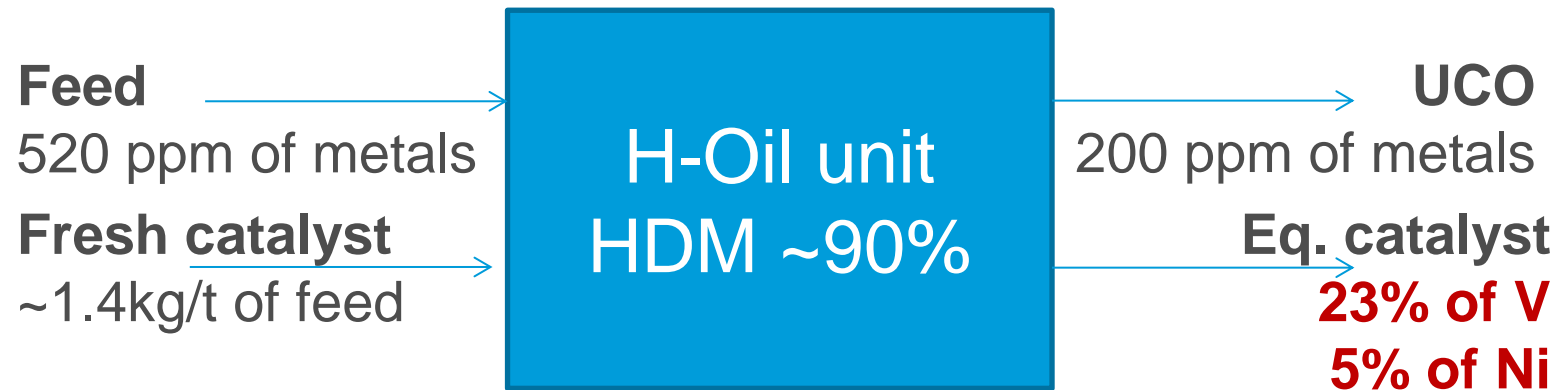 Feed
520 ppm of metals
Fresh catalyst
~1.4kg/t of feed
H-Oil unit
HDM ~90%
UCO
200 ppm of metals
Eq. catalyst
23% of V
5% of Ni